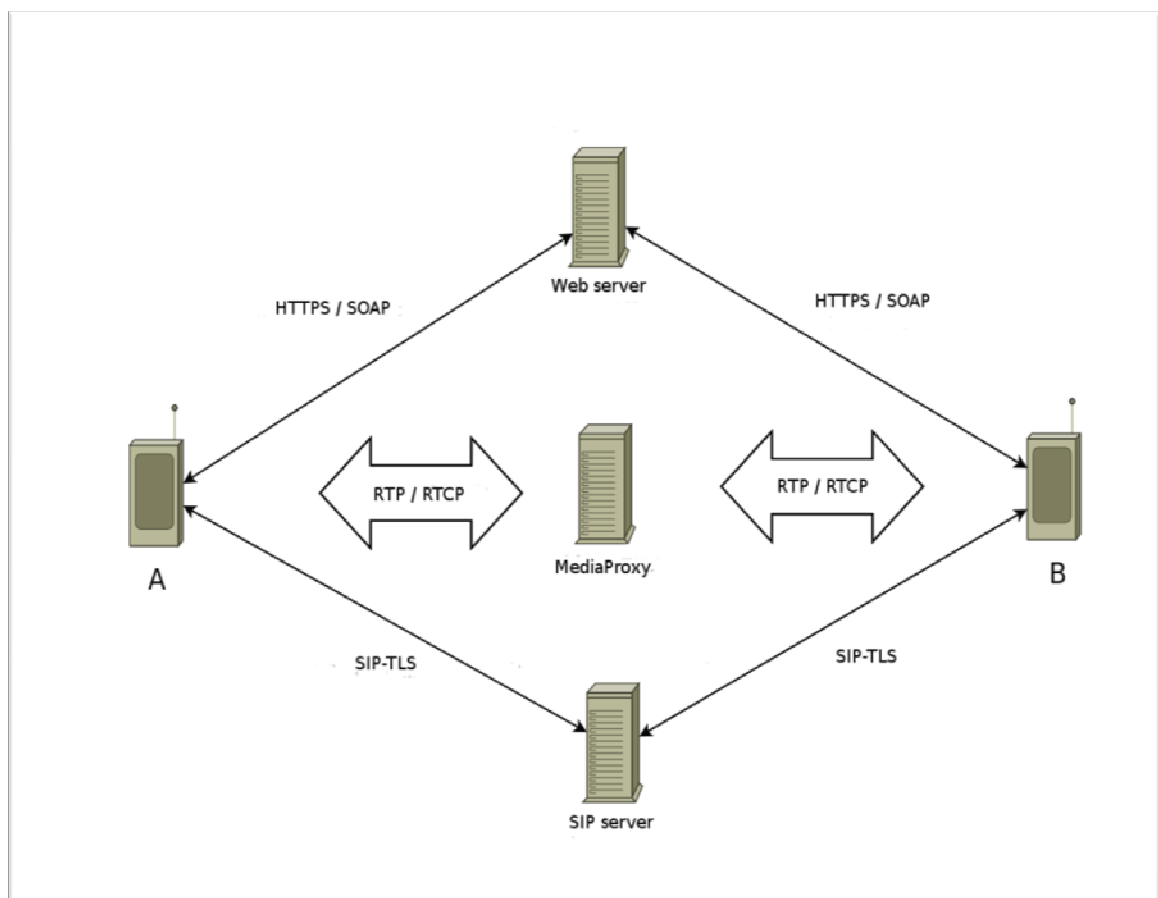 Web server
HTTPS / SOAP
HTTPS / SOAP
RTP / RTCP
RTP / RTCP
MediaProxy
A
B
SIP-TLS
SIP-TLS
SIP server